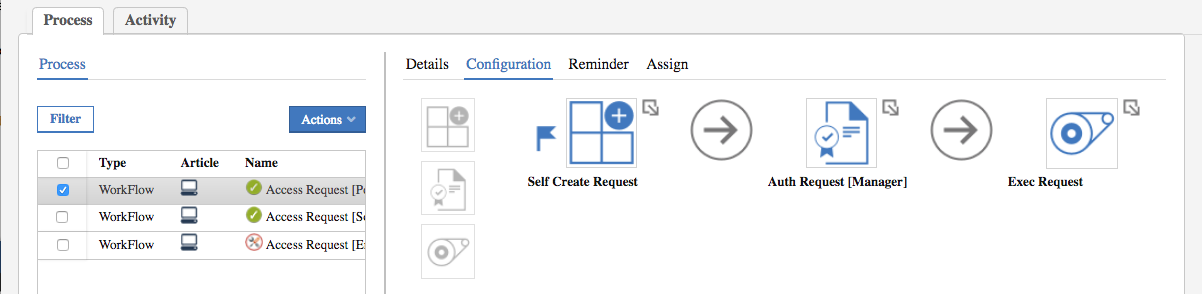 Process Activity
Process
Details Configuration Reminder Assign
Filter
Actions
Type Article Name
WorkFlow Access Request [P
WorkFlow Access Request [S
WorkFlow Access Request [E
Self Create Request
Auth Request [Manager]
Exec Request